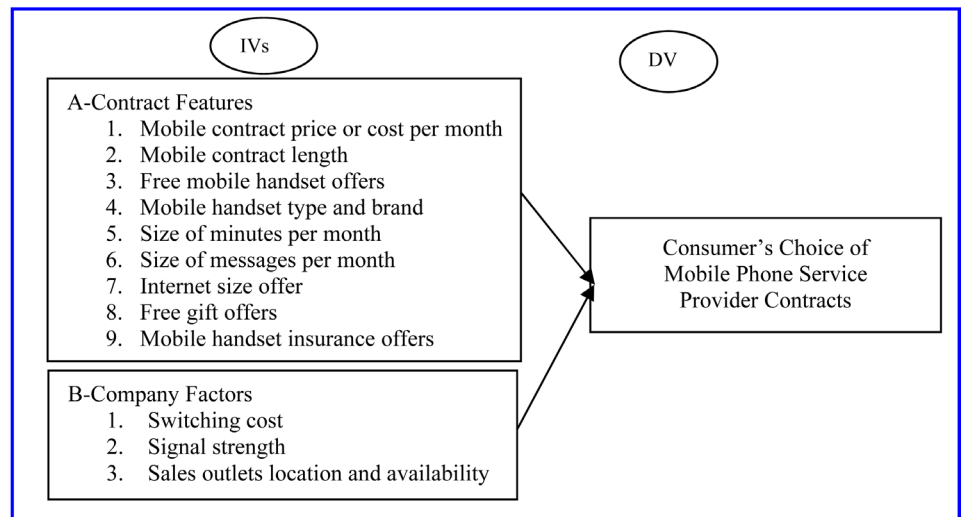 IVs
DV
A-Contract Features
1. Mobile contract price or cost per month
2. Mobile contract length
3. Free mobile handset offers
4. Mobile handset type and brand
5. Size of minutes per month
6. Size of messages per month
7. Internet size offer
8. Free gift offers
9. Mobile handset insurance offers
Consumer’s Choice of
Mobile Phone Service
Provider Contracts
B-Company Factors
1. Switching cost
2. Signal strength
3. Sales outlets location and availability